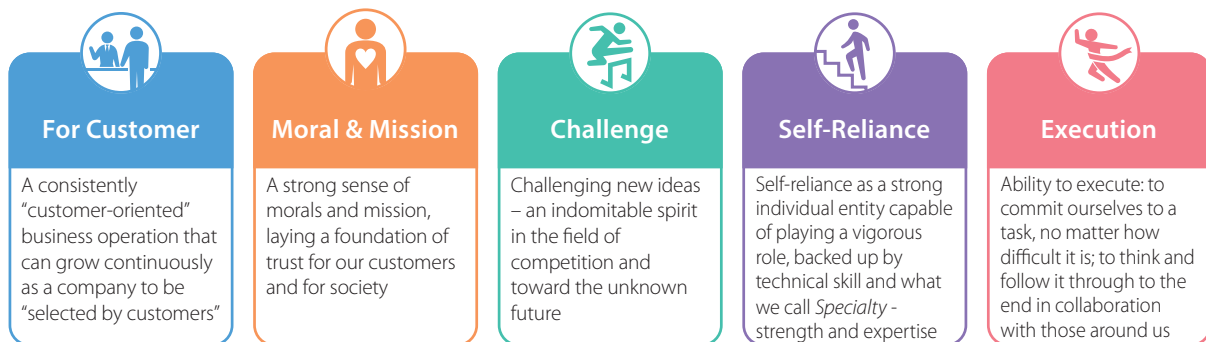 For Customer
A consistently
“customer-oriented”
business operation that
can grow continuously
as a company to be
“selected by customers”
Moral & Mission
A strong sense of
morals and mission,
laying a foundation of
trust for our customers
and for society
Challenge
Challenging new ideas
– an indomitable spirit
in the field of
competition and
toward the unknown
future
Self-Reliance
Self-reliance as a strong
individual entity capable
of playing a vigorous
role, backed up by
technical skill and what
we call Specialty -
strength and expertise
Execution
Ability to execute: to
commit ourselves to a
task, no matter how
difficult it is; to think and
follow it through to the
end in collaboration
with those around us